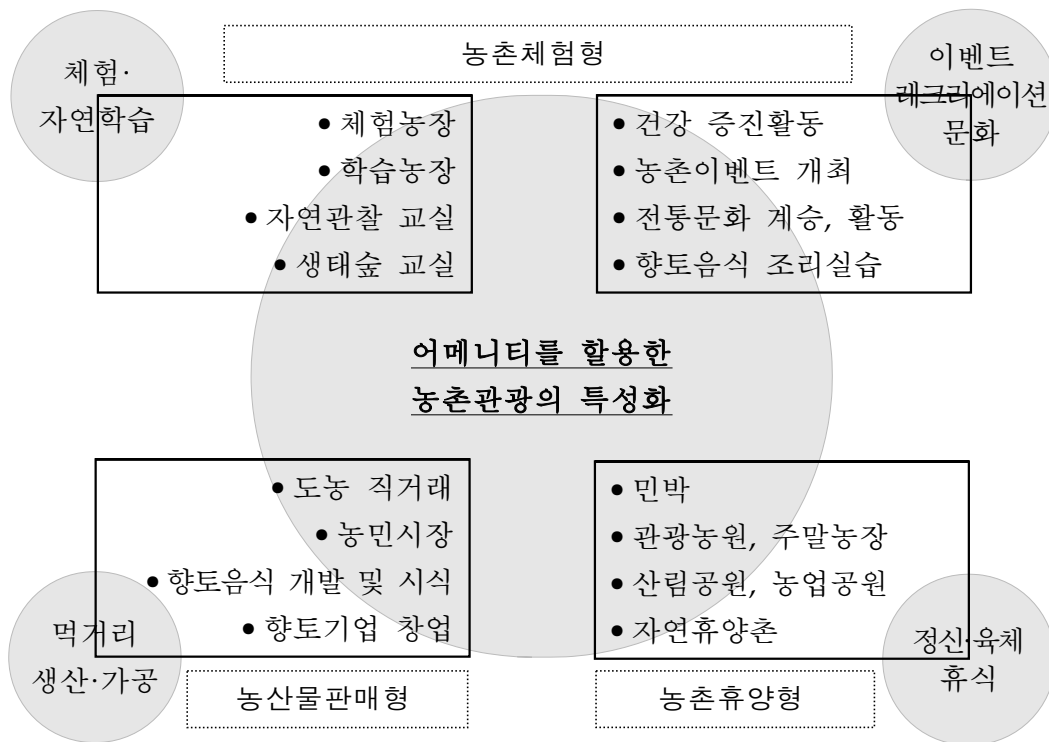 농촌체험형
체험·
자연학습
• 체험농장
• 학습농장
• 자연관찰 교실
• 생태숲 교실
이벤트
레크리에이션
문화
• 건강 증진활동
• 농촌이벤트 개최
• 전통문화 계승, 활동
• 향토음식 조리실습
어메니티를 활용한
농촌관광의 특성화
• 도농 직거래
• 농민시장
• 향토음식 개발 및 시식
• 향토기업 창업
먹거리
생산·가공
농산물판매형
• 민박
• 관광농원, 주말농장
• 산림공원, 농업공원
• 자연휴양촌
정신·육체
휴식
농촌휴양형